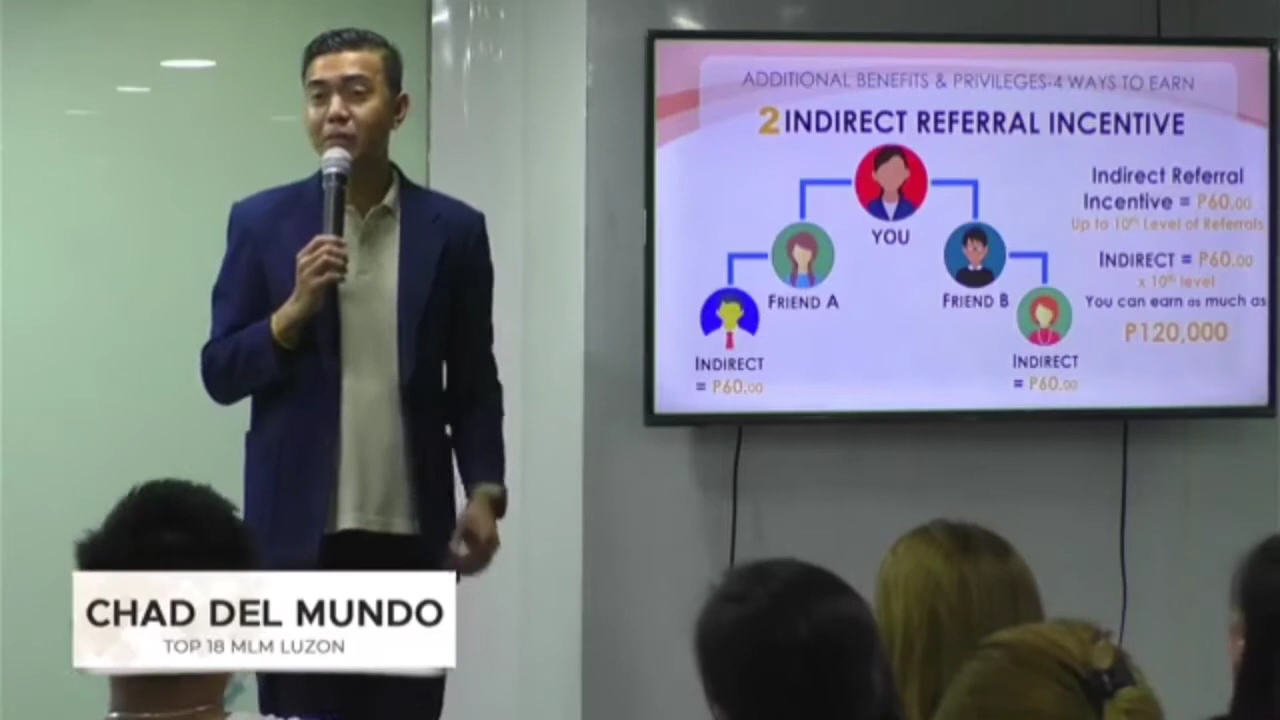 ADDITIONAL BENEFITS & PRIVILEGES-4 WAYS TO EARN
2 INDIRECT REFERRAL INCENTIVE
YOU
FRIEND A
FRIEND B
INDIRECT
= P60.00
INDIRECT
= P60.00
Indirect Referral
Incentive = P60.00
Up to 10th Level of Referrals
INDIRECT = P60.00
x 10th level
You can earn as much as
P120,000
CHAD DEL MUNDO
TOP 18 MLM LUZON